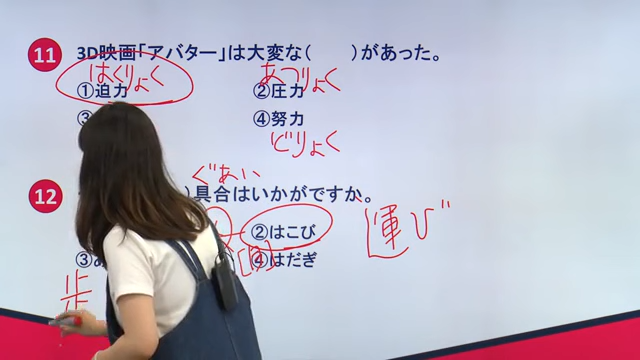 11 3D映画「アバター」は大変な(　　)があった。
はくりょく あつりょく
①迫力 ②圧力
③ ④努力
どりょく
ぐあい
12 )具合はいかがですか。
②はこび 運び
③ ④はだぎ
歩